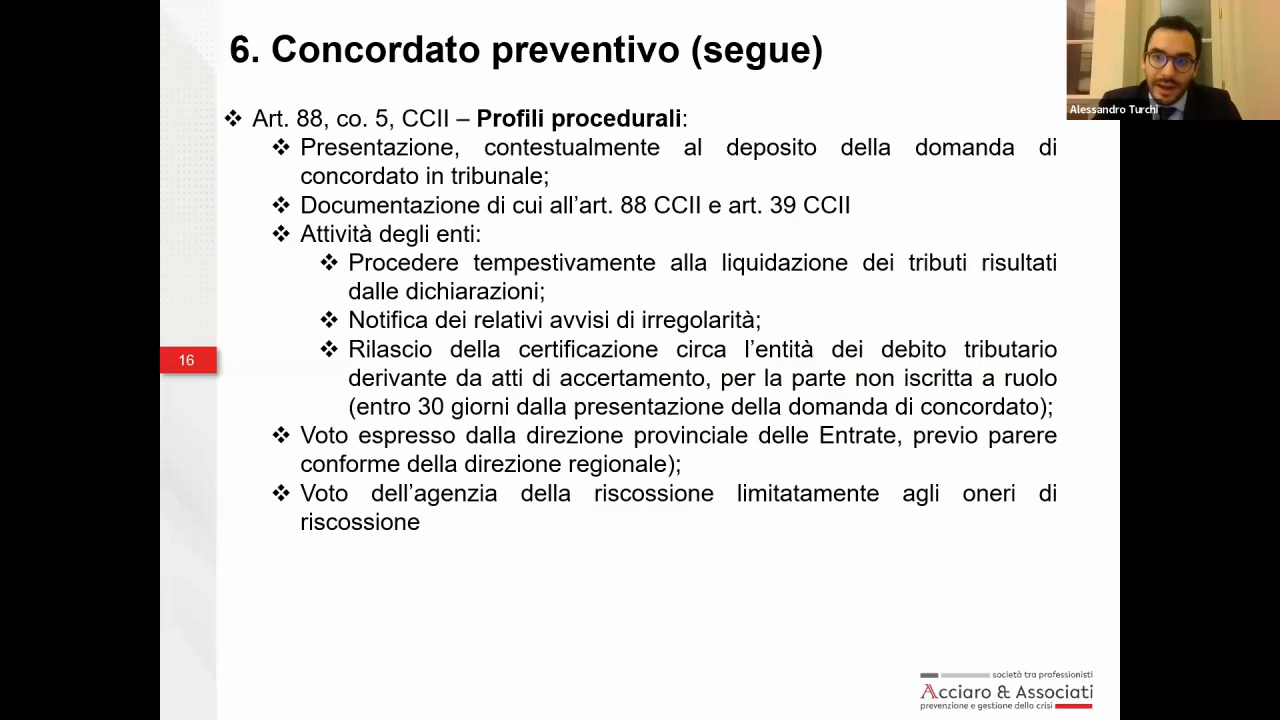 6. Concordato preventivo (segue)
Alessandro Turchi
Art. 88, co. 5, CCII – Profili procedurali:
Presentazione, contestualmente al deposito della domanda di
concordato in tribunale;
Documentazione di cui all’art. 88 CCII e art. 39 CCII
Attività degli enti:
Procedere tempestivamente alla liquidazione dei tributi risultati
dalle dichiarazioni;
Notifica dei relativi avvisi di irregolarità;
Rilascio della certificazione circa l’entità dei debito tributario
derivante da atti di accertamento, per la parte non iscritta a ruolo
(entro 30 giorni dalla presentazione della domanda di concordato);
Voto espresso dalla direzione provinciale delle Entrate, previo parere
conforme della direzione regionale);
Voto dell’agenzia della riscossione limitatamente agli oneri di
riscossione
16
società tra professionisti
Acciaro & Associati
prevenzione e gestione della crisi